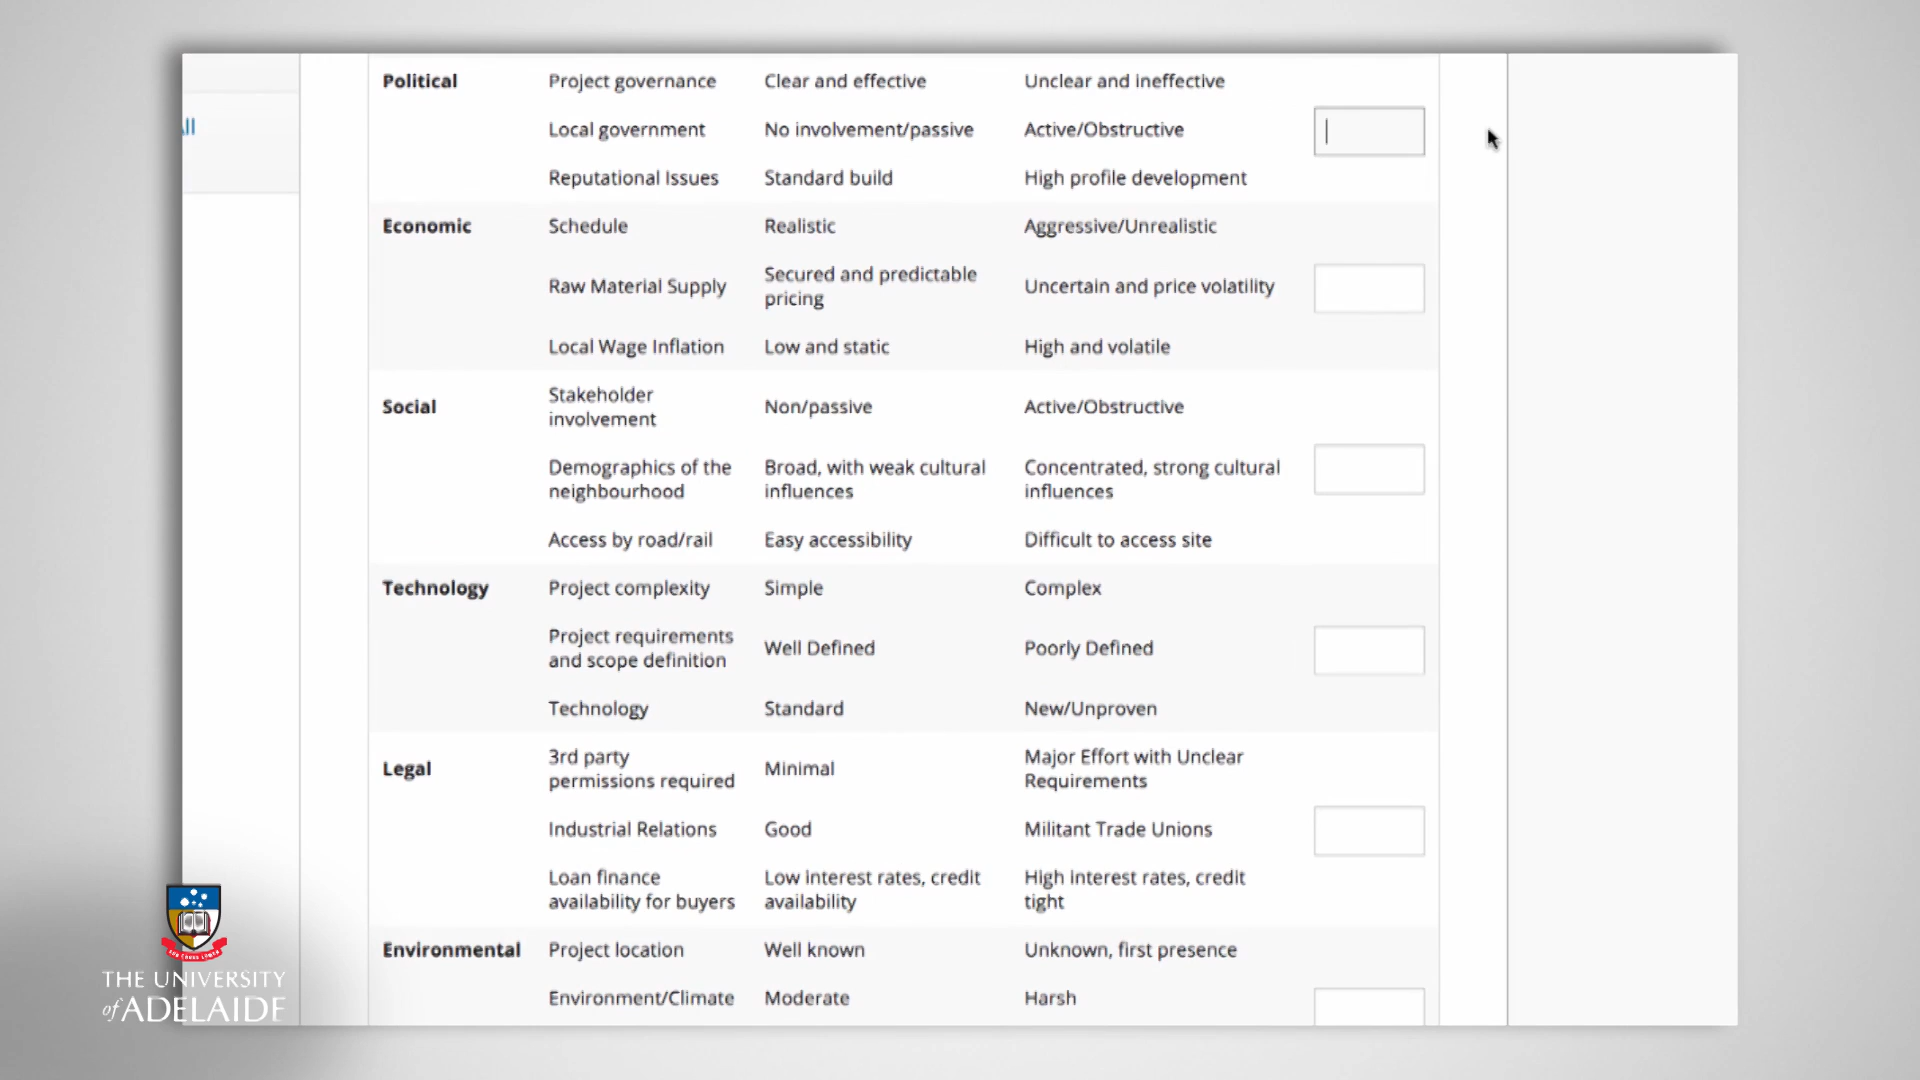 Political Project governance Clear and effective Unclear and ineffective
Local government No involvement/passive Active/Obstructive
Reputational Issues Standard build High profile development
Economic Schedule Realistic Aggressive/Unrealistic
Raw Material Supply Secured and predictable pricing Uncertain and price volatility
Local Wage Inflation Low and static High and volatile
Social Stakeholder involvement Non/passive Active/Obstructive
Demographics of the neighbourhood Broad, with weak cultural influences Concentrated, strong cultural influences
Access by road/rail Easy accessibility Difficult to access site
Technology Project complexity Simple Complex
Project requirements and scope definition Well Defined Poorly Defined
Technology Standard New/Unproven
Legal 3rd party permissions required Minimal Major Effort with Unclear Requirements
Industrial Relations Good Militant Trade Unions
Loan finance availability for buyers Low interest rates, credit availability High interest rates, credit tight
Environmental Project location Well known Unknown, first presence
Environment/Climate Moderate Harsh
THE UNIVERSITY
of ADELAIDE